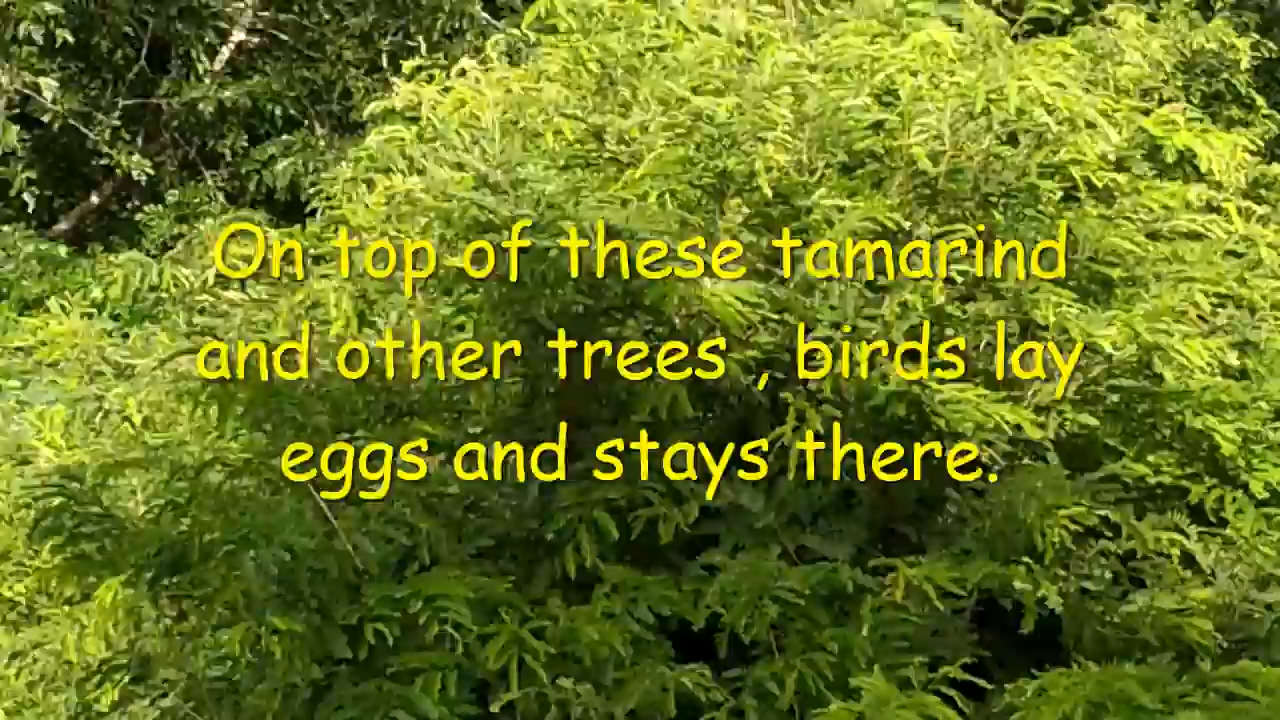 On top of these tamarind
and other trees , birds lay
eggs and stays there.